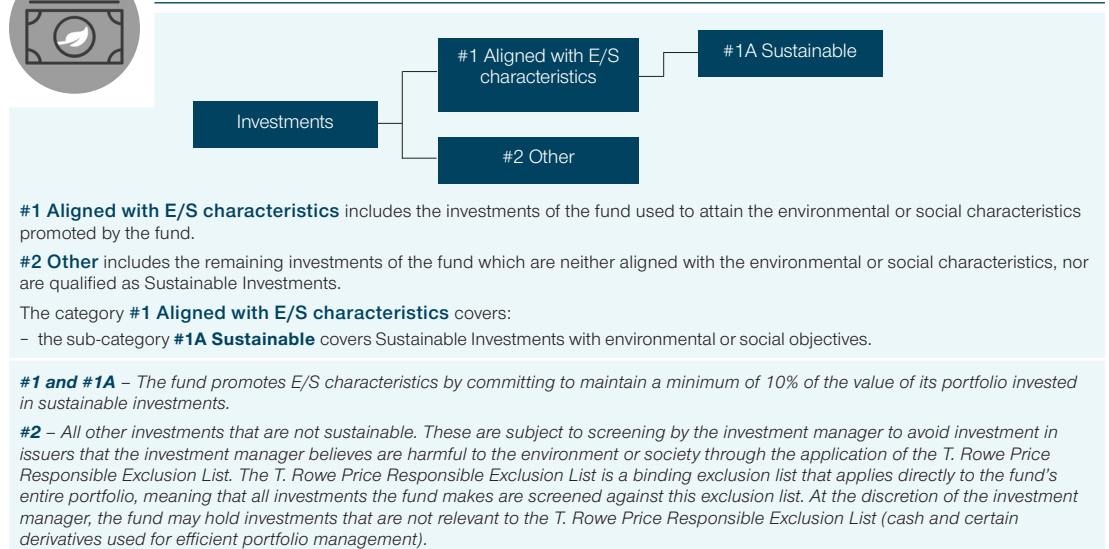 #1 Aligned with E/S
characteristics
#1A Sustainable
Investments
#2 Other
#1 Aligned with E/S characteristics includes the investments of the fund used to attain the environmental or social characteristics
promoted by the fund.
#2 Other includes the remaining investments of the fund which are neither aligned with the environmental or social characteristics, nor
are qualified as Sustainable Investments.
The category #1 Aligned with E/S characteristics covers:
– the sub-category #1A Sustainable covers Sustainable Investments with environmental or social objectives.
#1 and #1A – The fund promotes E/S characteristics by committing to maintain a minimum of 10% of the value of its portfolio invested
in sustainable investments.
#2 – All other investments that are not sustainable. These are subject to screening by the investment manager to avoid investment in
issuers that the investment manager believes are harmful to the environment or society through the application of the T. Rowe Price
Responsible Exclusion List. The T. Rowe Price Responsible Exclusion List is a binding exclusion list that applies directly to the fund's
entire portfolio, meaning that all investments the fund makes are screened against this exclusion list. At the discretion of the investment
manager, the fund may hold investments that are not relevant to the T. Rowe Price Responsible Exclusion List (cash and certain
derivatives used for efficient portfolio management).